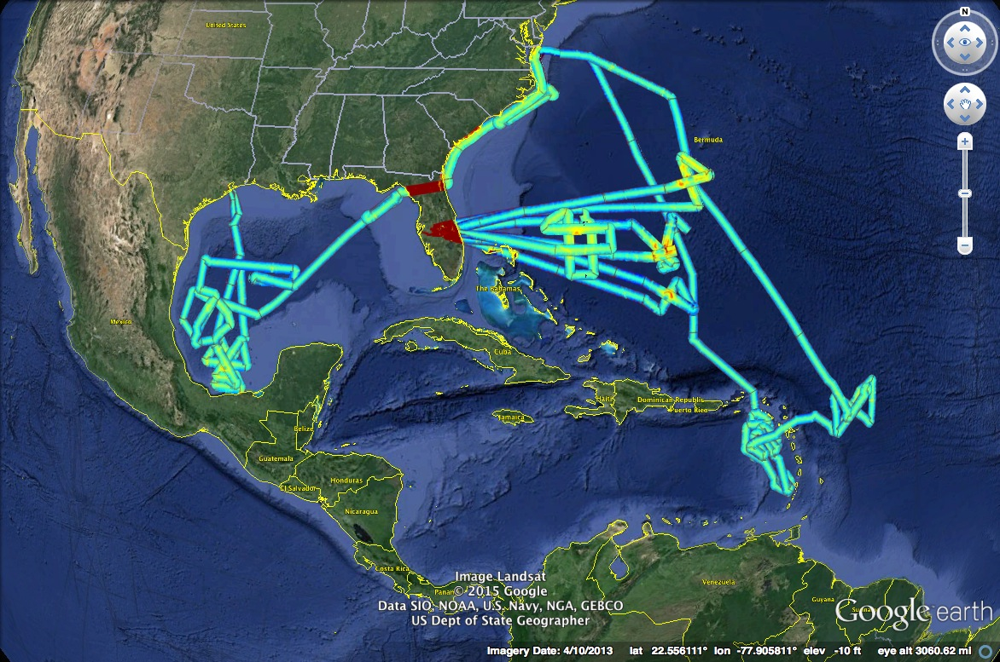 N
United States
Bermuda
The Bahamas
Mexico
Cuba
Haiti
Dominican Republic
Puerto Rico
Jamaica
Belize
Guatemala
Honduras
El Salvador
Nicaragua
Costa Rica
Venezuela
Guyana
Image Landsat
© 2015 Google
Data SIO, NOAA, U.S. Navy, NGA, GEBCO
US Dept of State Geographer
Google earth
Imagery Date: 4/10/2013 lat 22.556111° lon -77.905811° elev -10 ft eye alt 3060.62 mi